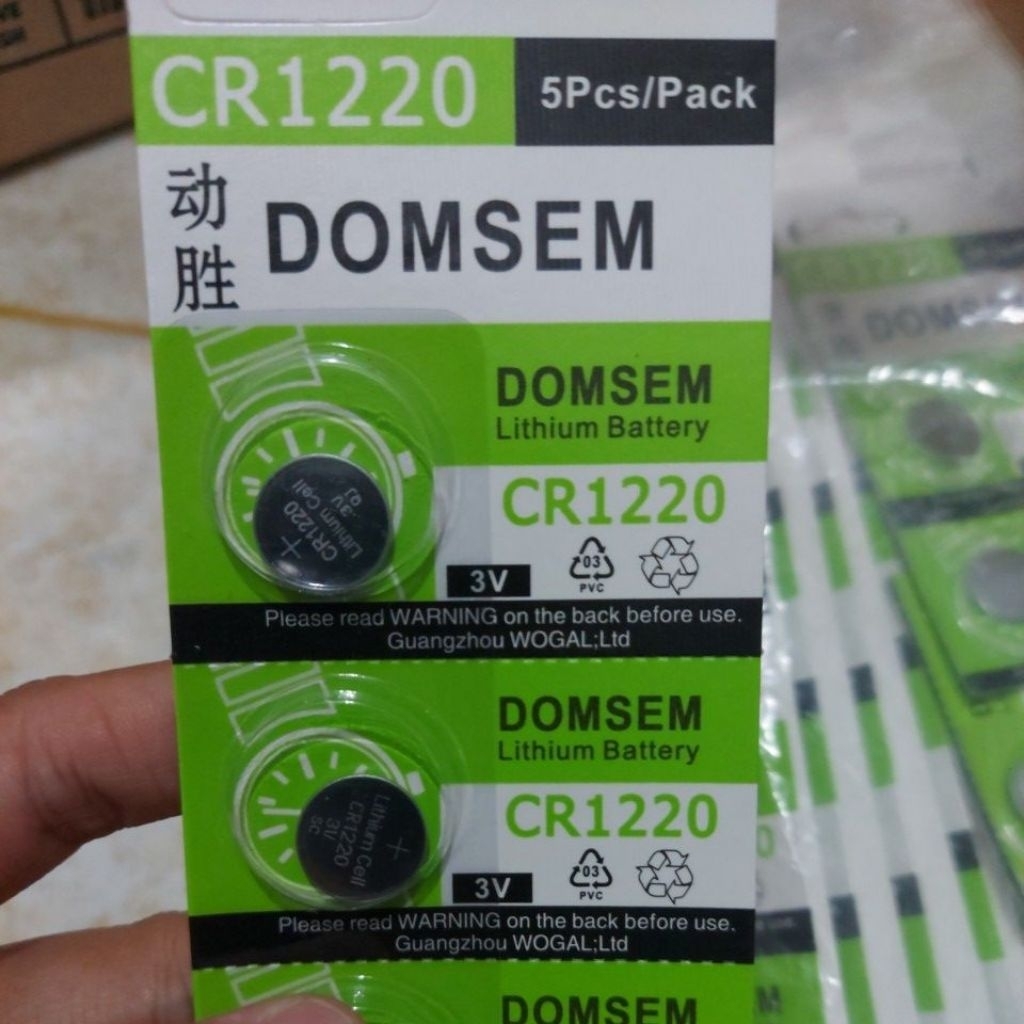 CR1220
5Pcs/Pack
动胜
DOMSEM
DOMSEM
Lithium Battery
CR1220
CR1220
Lithium Cell
3V
03
PVC
3V
Please read WARNING on the back before use.
Guangzhou WOGAL;Ltd
DOMSEM
Lithium Battery
CR1220
Lithium Cell
CR1220
3V
SC
03
PVC
3V
Please read WARNING on the back before use.
Guangzhou WOGAL;Ltd
DOMSEM
CR1220